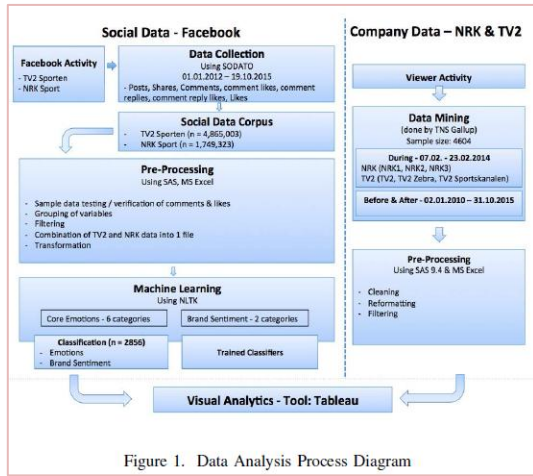 Social Data - Facebook
Company Data – NRK & TV2
Facebook Activity
- TV2 Sporten
- NRK Sport
Data Collection
Using SODATO
01.01.2012 – 19.10.2015
- Posts, Shares, Comments, comment likes, comment
replies, comment reply likes, Likes
Social Data Corpus
- TV2 Sporten (n = 4,865,003)
- NRK Sport (n = 1,749,323)
Pre-Processing
Using SAS, MS Excel
- Sample data testing / verification of comments & likes
- Grouping of variables
- Filtering
- Combination of TV2 and NRK data into 1 file
- Transformation
Machine Learning
Using NLTK
Core Emotions - 6 categories
Brand Sentiment - 2 categories
Classification (n = 2856)
- Emotions
- Brand Sentiment
Trained Classifiers
Viewer Activity
Data Mining
(done by TNS Gallup)
Sample size: 4604
During - 07.02. - 23.02.2014
NRK (NRK1, NRK2, NRK3)
TV2 (TV2, TV2 Zebra, TV2 Sportskanalen)
Before & After - 02.01.2010 – 31.10.2015
Pre-Processing
Using SAS 9.4 & MS Excel
- Cleaning
- Reformatting
- Filtering
Visual Analytics - Tool: Tableau
Figure 1. Data Analysis Process Diagram